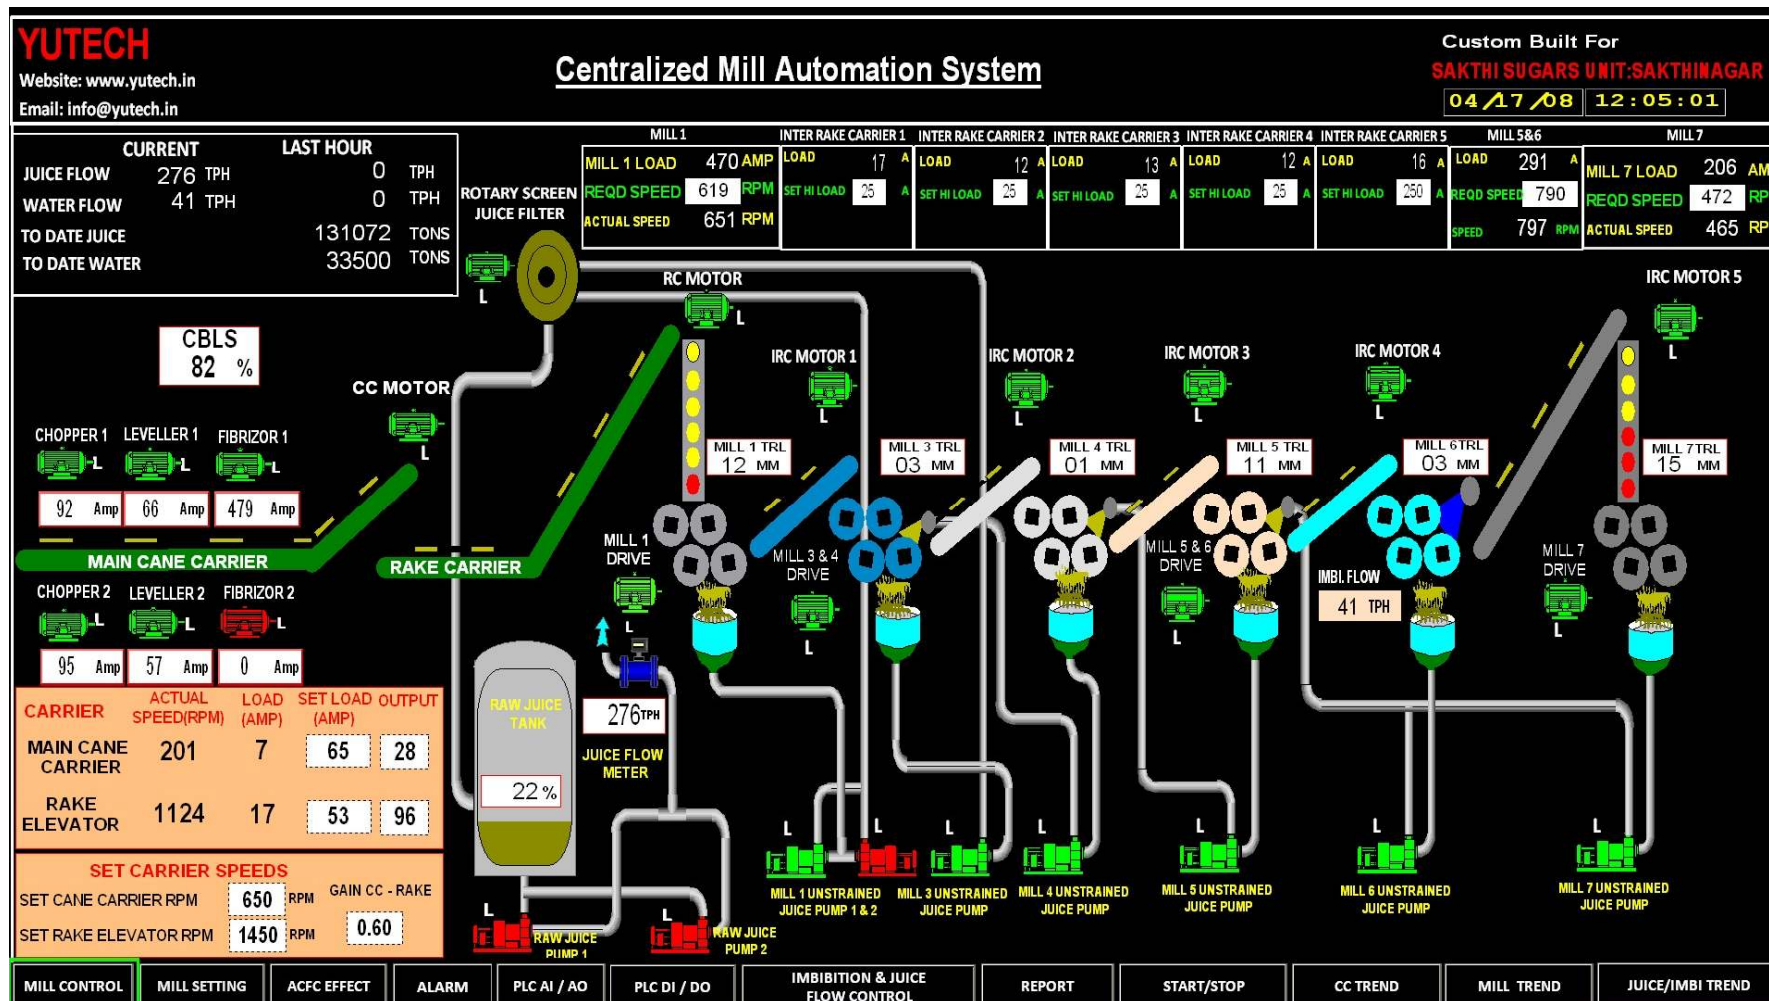 YUTECH
Website: www.yutech.in
Email: info@yutech.in
Centralized Mill Automation System
Custom Built For
SAKTHI SUGARS UNIT:SAKTHINAGAR
04/17/08 12:05:01
CURRENT LAST HOUR
JUICE FLOW 276 TPH 0 TPH
WATER FLOW 41 TPH 0 TPH
TO DATE JUICE 131072 TONS
TO DATE WATER 33500 TONS
ROTARY SCREEN
JUICE FILTER
L
MILL 1
MILL 1 LOAD 470 AMP
REQD SPEED 619 RPM
ACTUAL SPEED 651 RPM
INTER RAKE CARRIER 1
LOAD 17 A
SET HI LOAD 25 A
INTER RAKE CARRIER 2
LOAD 12 A
SET HI LOAD 25 A
INTER RAKE CARRIER 3
LOAD 13 A
SET HI LOAD 25 A
INTER RAKE CARRIER 4
LOAD 12 A
SET HI LOAD 25 A
INTER RAKE CARRIER 5
LOAD 16 A
SET HI LOAD 250 A
MILL 5&6
LOAD 291 A
REQD SPEED 790
SPEED 797 RPM
MILL 7
MILL 7 LOAD 206 AM
REQD SPEED 472 RP
ACTUAL SPEED 465 RP
CBLS
82 %
CC MOTOR
L
RC MOTOR
L
IRC MOTOR 1
L
IRC MOTOR 2
L
IRC MOTOR 3
L
IRC MOTOR 4
L
IRC MOTOR 5
L
CHOPPER 1 LEVELLER 1 FIBRIZOR 1
L L L
92 Amp 66 Amp 479 Amp
MAIN CANE CARRIER
RAKE CARRIER
CHOPPER 2 LEVELLER 2 FIBRIZOR 2
L L L
95 Amp 57 Amp 0 Amp
MILL 1 TRL
12 MM
MILL 3 TRL
03 MM
MILL 4 TRL
01 MM
MILL 5 TRL
11 MM
MILL 6TRL
03 MM
MILL 7TRL
15 MM
MILL 1
DRIVE
L
MILL 3 & 4
DRIVE
L
MILL 5 & 6
DRIVE
L
IMBI. FLOW
41 TPH
MILL 7
DRIVE
L
CARRIER ACTUAL SPEED(RPM) LOAD (AMP) SET LOAD (AMP) OUTPUT
MAIN CANE CARRIER 201 7 65 28
RAKE ELEVATOR 1124 17 53 96
SET CARRIER SPEEDS
SET CANE CARRIER RPM 650 RPM
SET RAKE ELEVATOR RPM 1450 RPM
GAIN CC - RAKE
0.60
RAW JUICE
TANK
22 %
276 TPH
JUICE FLOW
METER
L
RAW JUICE
PUMP 1
L
RAW JUICE
PUMP 2
L L
MILL 1 UNSTRAINED
JUICE PUMP 1 & 2
L
MILL 3 UNSTRAINED
JUICE PUMP
L
MILL 4 UNSTRAINED
JUICE PUMP
L
MILL 5 UNSTRAINED
JUICE PUMP
L
MILL 6 UNSTRAINED
JUICE PUMP
L
MILL 7 UNSTRAINED
JUICE PUMP
MILL CONTROL
MILL SETTING
ACFC EFFECT
ALARM
PLC AI / AO
PLC DI / DO
IMBIBITION & JUICE
FLOW CONTROL
REPORT
START/STOP
CC TREND
MILL TREND
JUICE/IMBI TREND